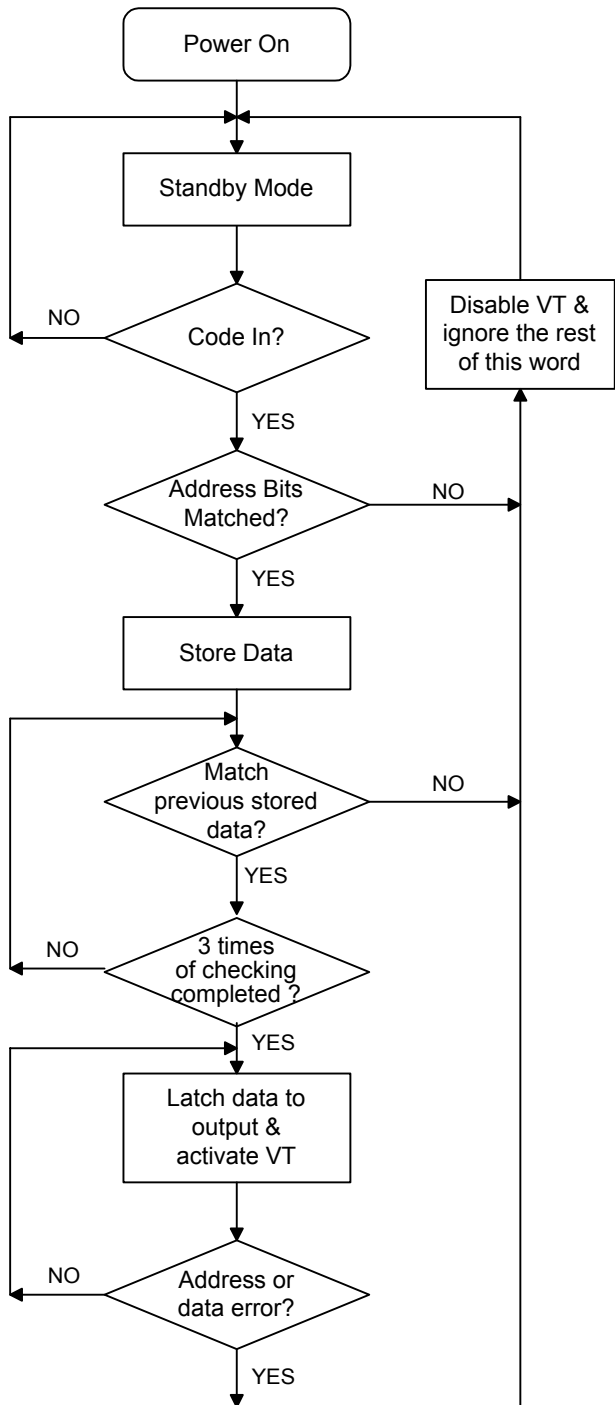 Power On
Standby Mode
NO
Code In?
Disable VT &
ignore the rest
of this word
YES
Address Bits
Matched?
NO
YES
Store Data
Match
previous stored
data?
NO
YES
NO
3 times
of checking
completed ?
YES
Latch data to
output &
activate VT
NO
Address or
data error?
YES